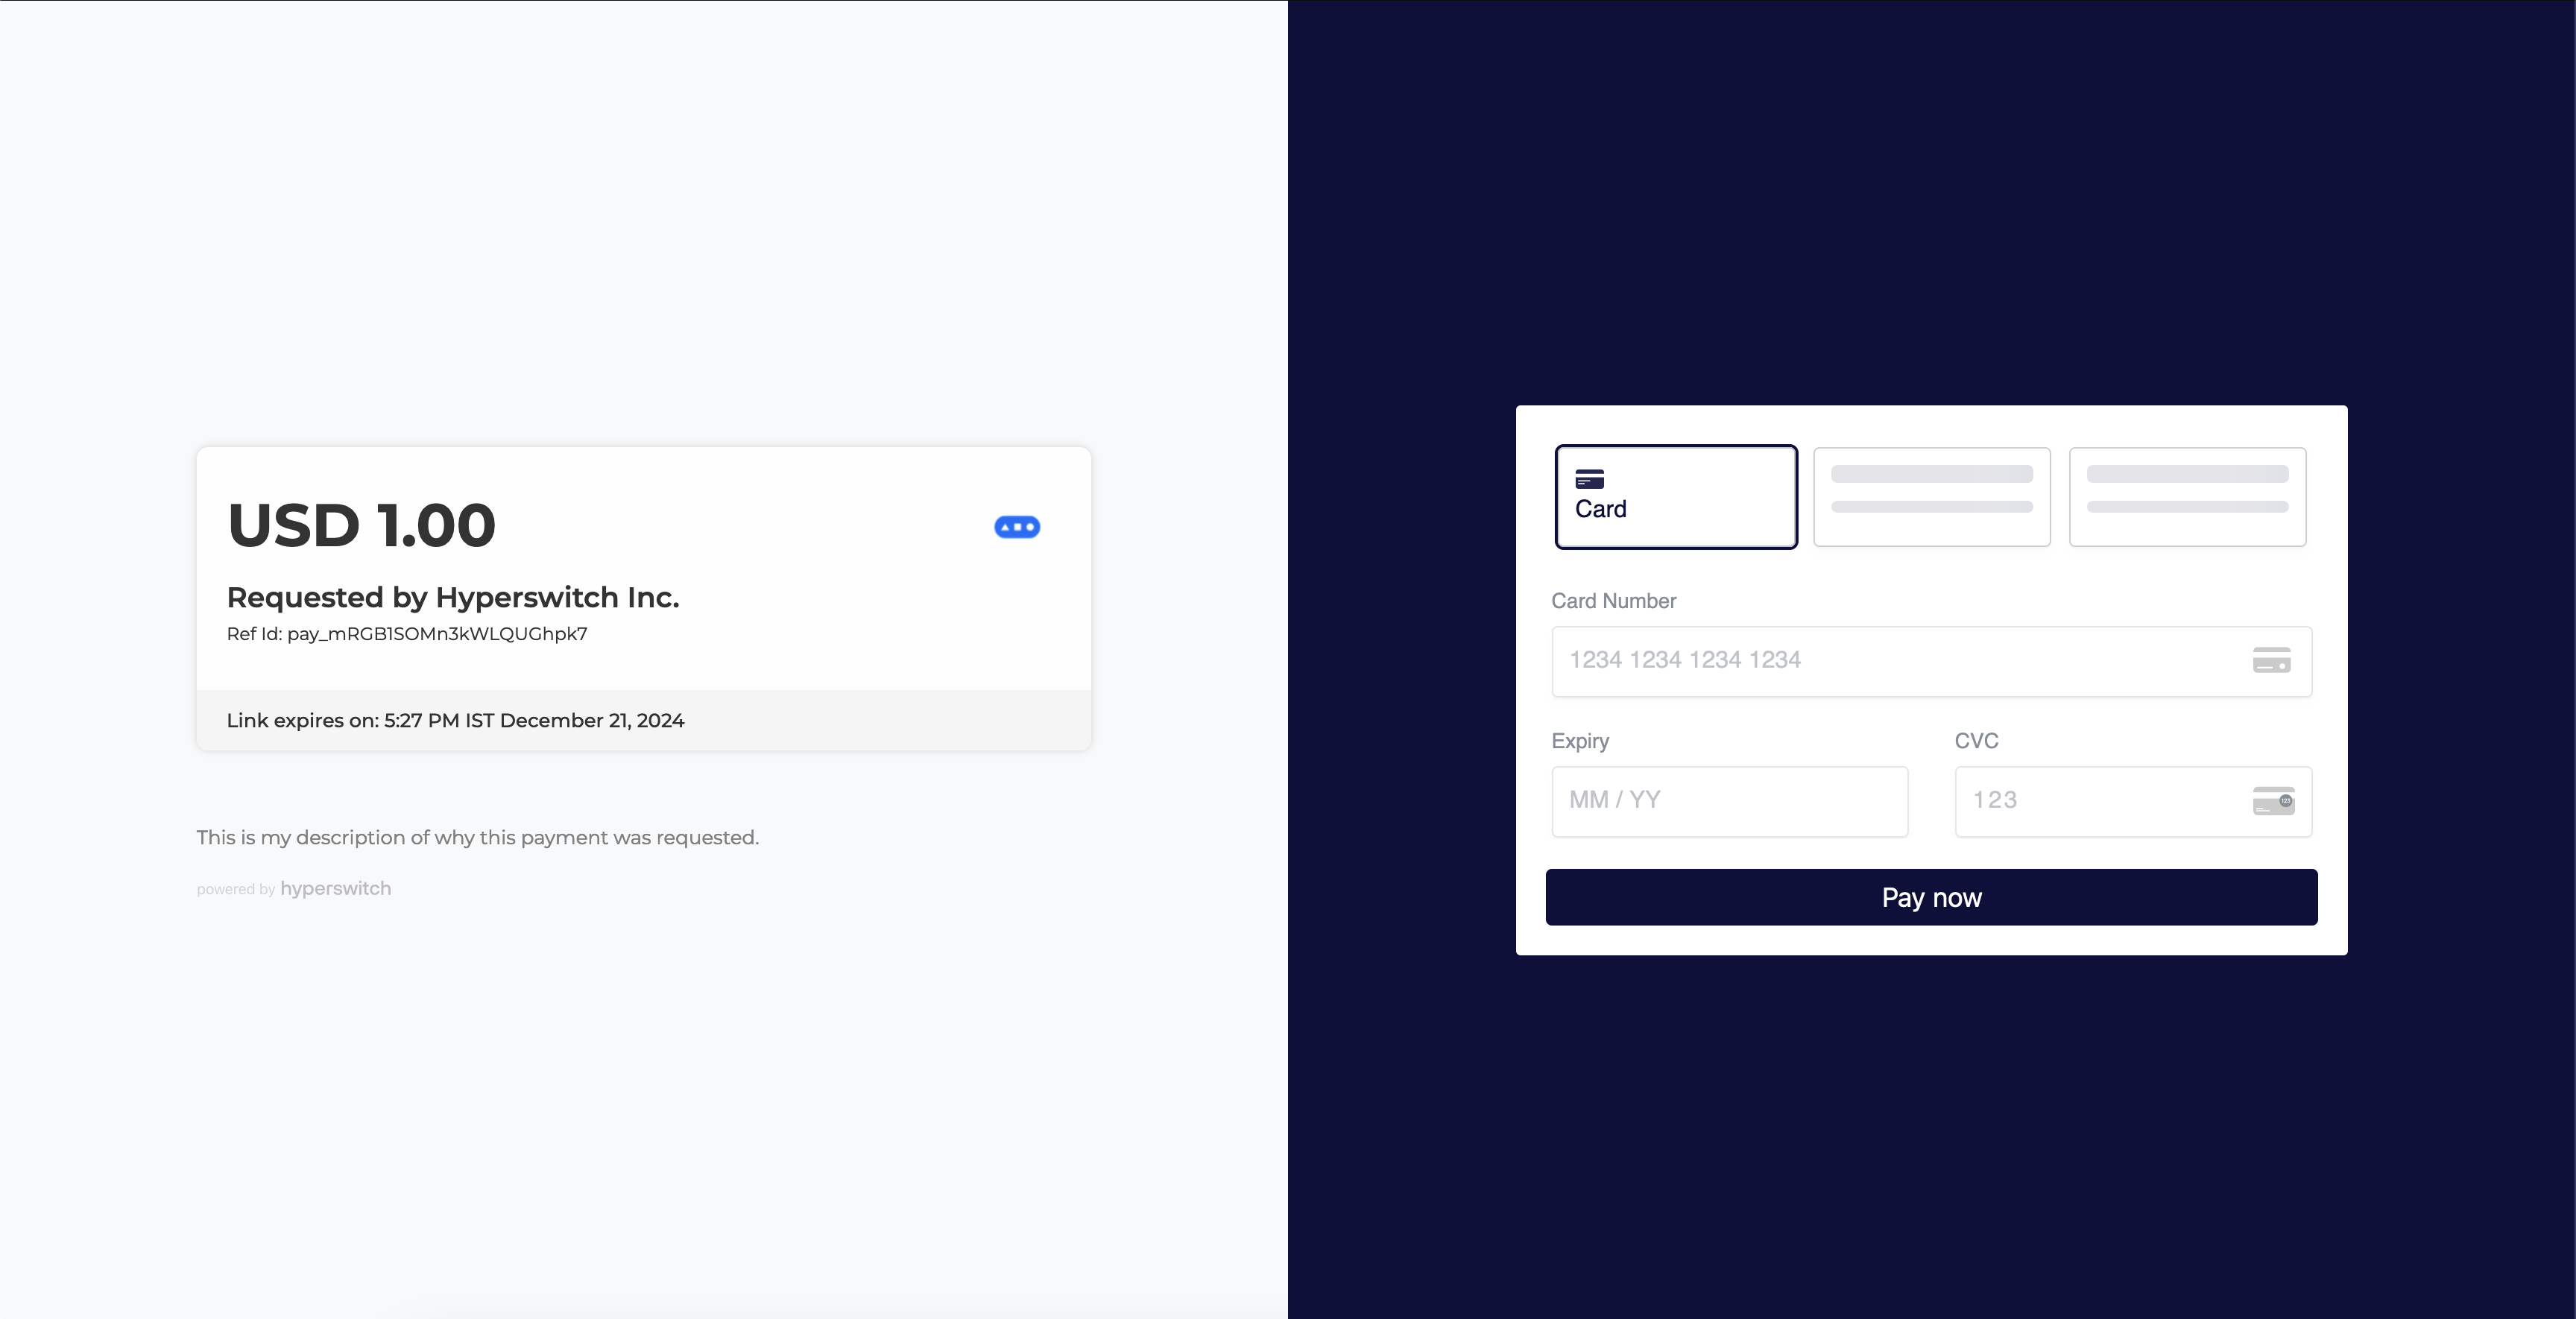 USD 1.00
Requested by Hyperswitch Inc.
Ref Id: pay_mRGB1SOMn3kWLQUGhpk7
Link expires on: 5:27 PM IST December 21, 2024
This is my description of why this payment was requested.
powered by hyperswitch
Card
Card Number
1234 1234 1234 1234
Expiry
CVC
MM / YY
123
123
Pay now